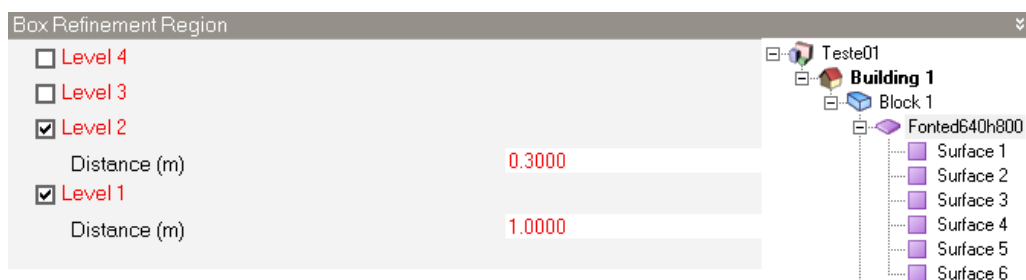 Box Refinement Region
Level 4
Level 3
Level 2
Distance (m) 0.3000
Level 1
Distance (m) 1.0000
Teste01
Building 1
Block 1
Fonted640h800
Surface 1
Surface 2
Surface 3
Surface 4
Surface 5
Surface 6